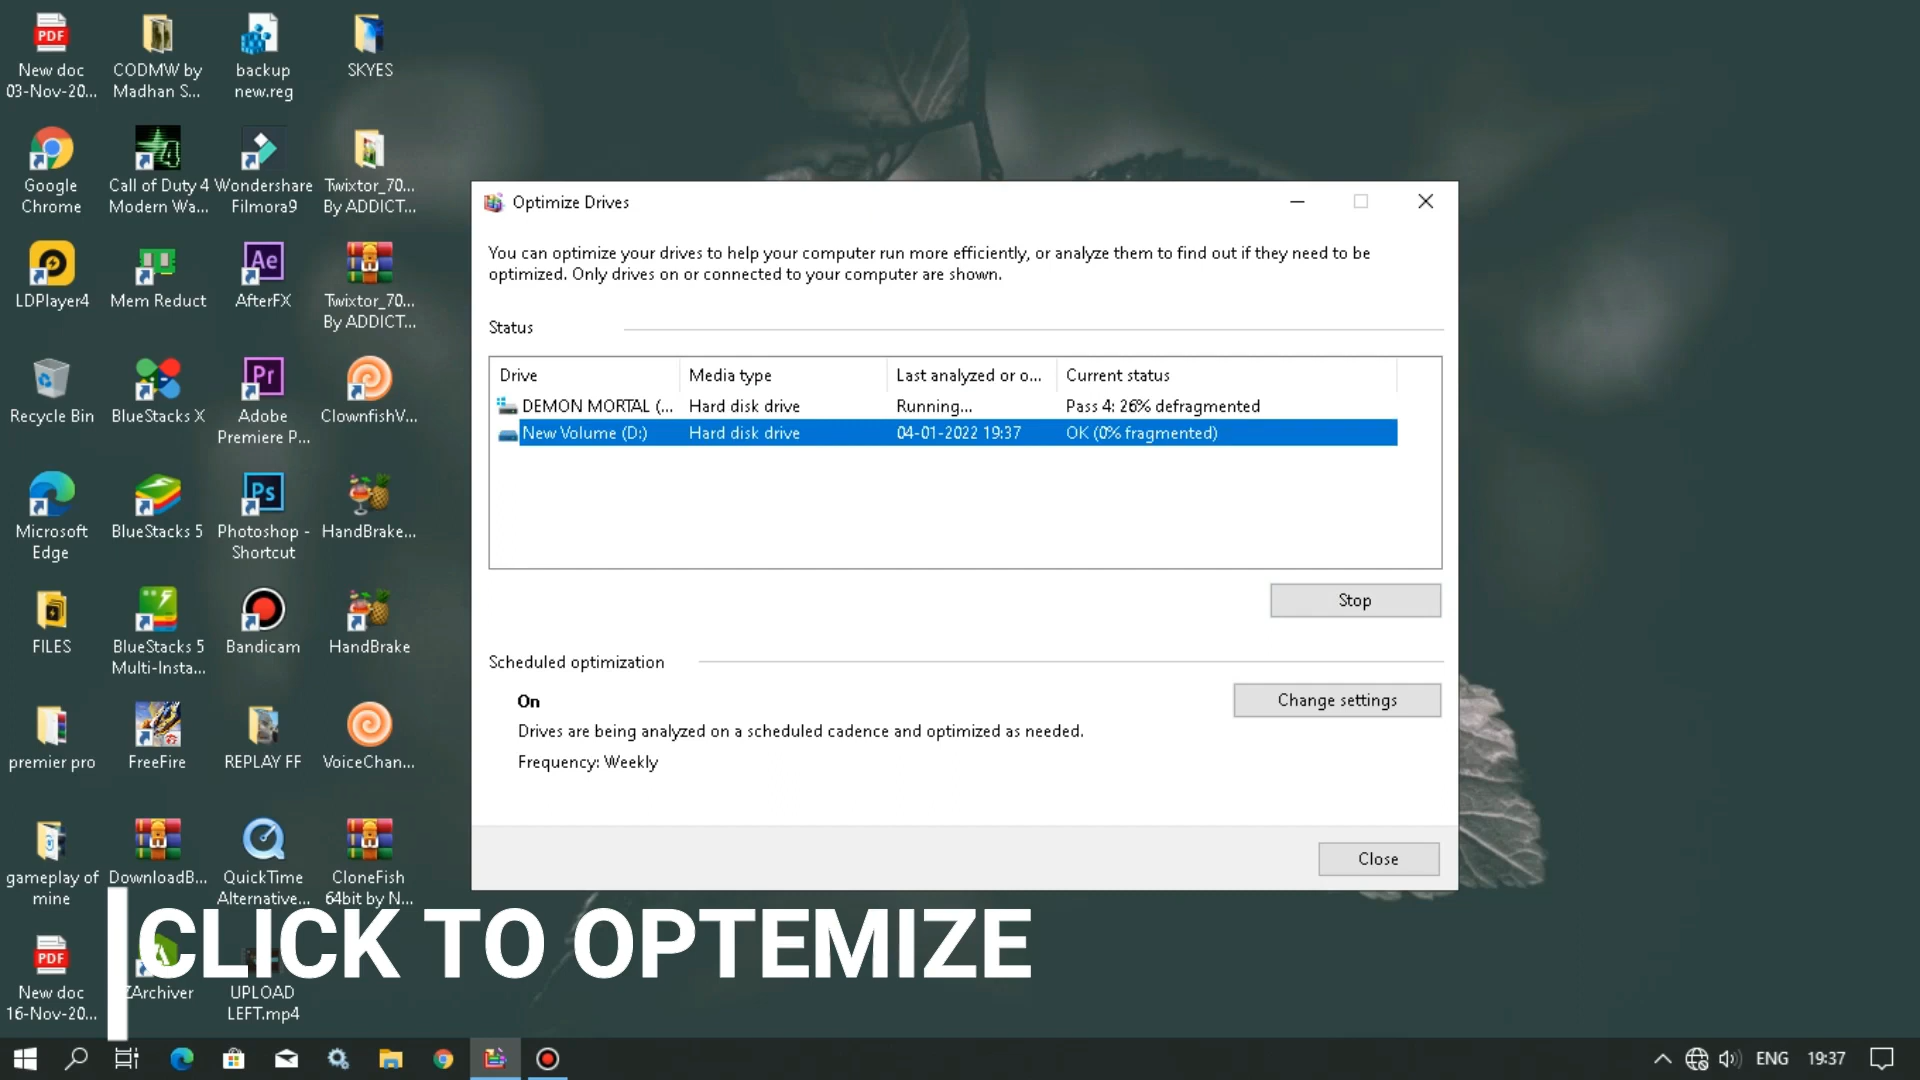 New doc
03-Nov-20...
CODMW by
Madhan S...
backup
new.reg
SKYES
Google
Chrome
Call of Duty 4
Modern Wa...
Wondershare
Filmora9
Twixtor_70...
By ADDICT...
LDPlayer4
Mem Reduct
AfterFX
Twixtor_70...
By ADDICT...
Recycle Bin
BlueStacks X
Adobe
Premiere P...
ClownfishV...
Microsoft
Edge
BlueStacks 5
Photoshop -
Shortcut
HandBrake...
FILES
BlueStacks 5
Multi-Insta...
Bandicam
HandBrake
premier pro
FreeFire
REPLAY FF
VoiceChan...
gameplay of
mine
DownloadB...
QuickTime
Alternative...
CloneFish
64bit by N...
New doc
16-Nov-20...
ZArchiver
UPLOAD
LEFT.mp4
PDF
4
Ae
Pr
Ps
PDF
Optimize Drives
You can optimize your drives to help your computer run more efficiently, or analyze them to find out if they need to be
optimized. Only drives on or connected to your computer are shown.
Status
Drive Media type Last analyzed or o... Current status
DEMON MORTAL (... Hard disk drive Running... Pass 4: 26% defragmented
New Volume (D:) Hard disk drive 04-01-2022 19:37 OK (0% fragmented)
Stop
Scheduled optimization
On
Change settings
Drives are being analyzed on a scheduled cadence and optimized as needed.
Frequency: Weekly
Close
CLICK TO OPTEMIZE
ENG 19:37